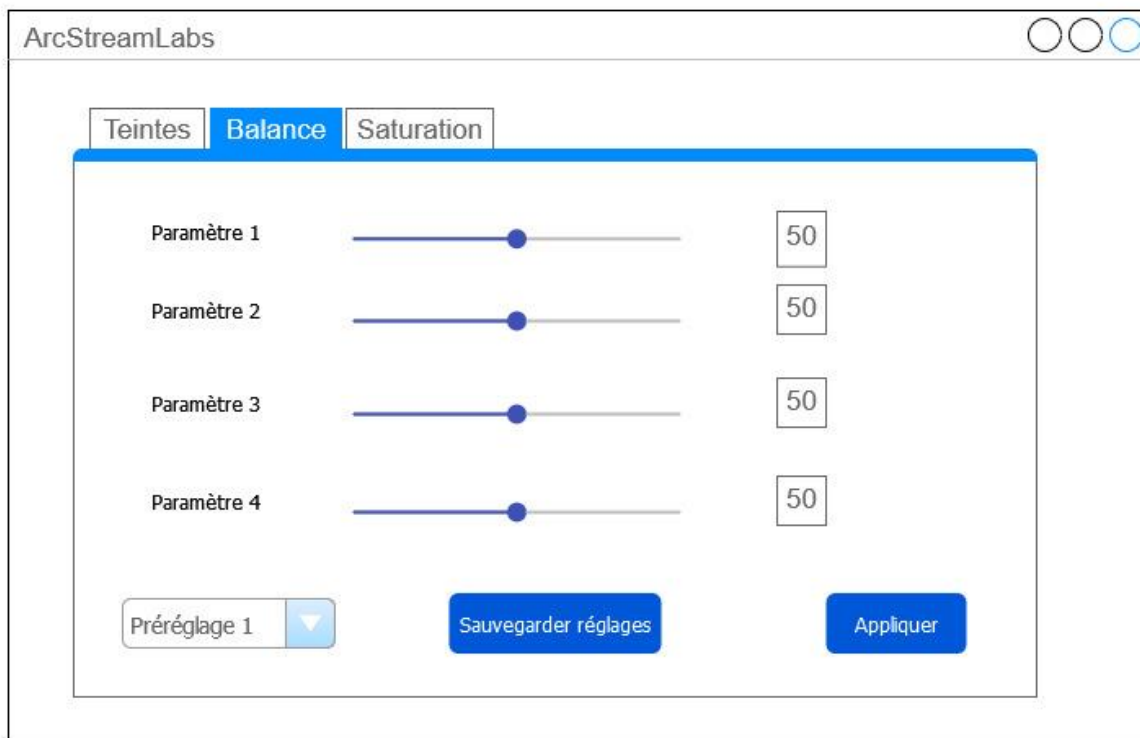 ArcStreamLabs
Teintes Balance Saturation
Paramètre 1 50
Paramètre 2 50
Paramètre 3 50
Paramètre 4 50
Préréglage 1 Sauvegarder réglages Appliquer